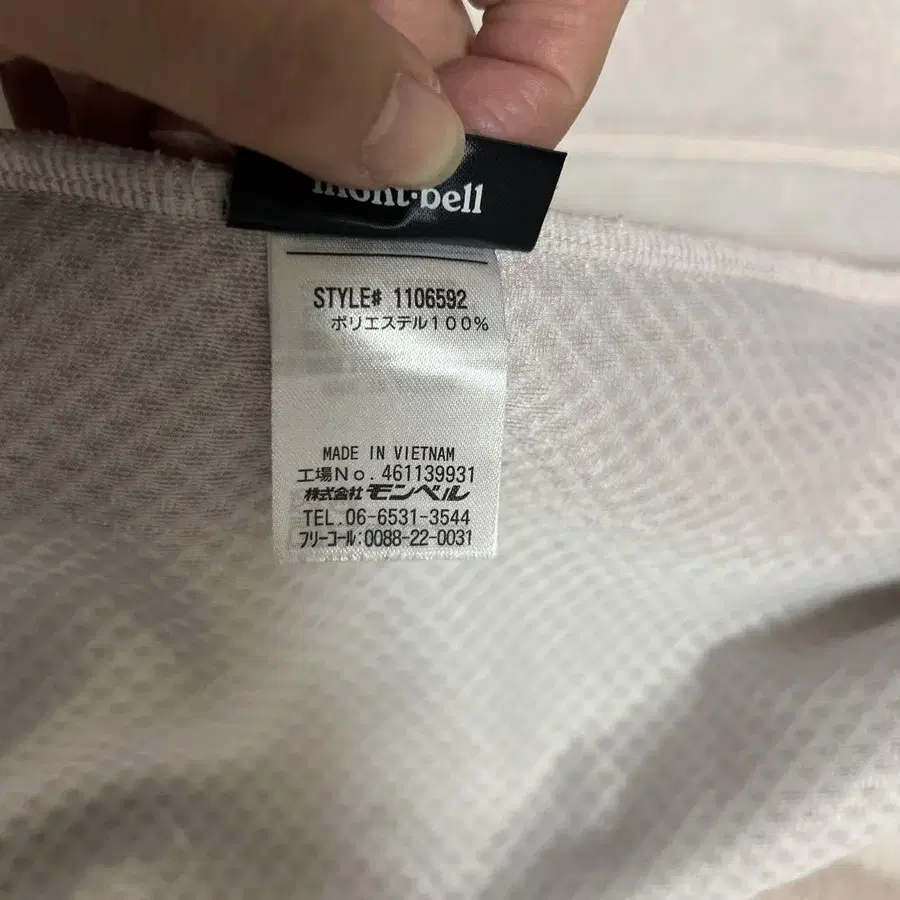 mont·bell
STYLE# 1106592
ポリエステル100%
MADE IN VIETNAM
工場No.461139931
株式会社モンベル
TEL.06-6531-3544
フリーコール:0088-22-0031